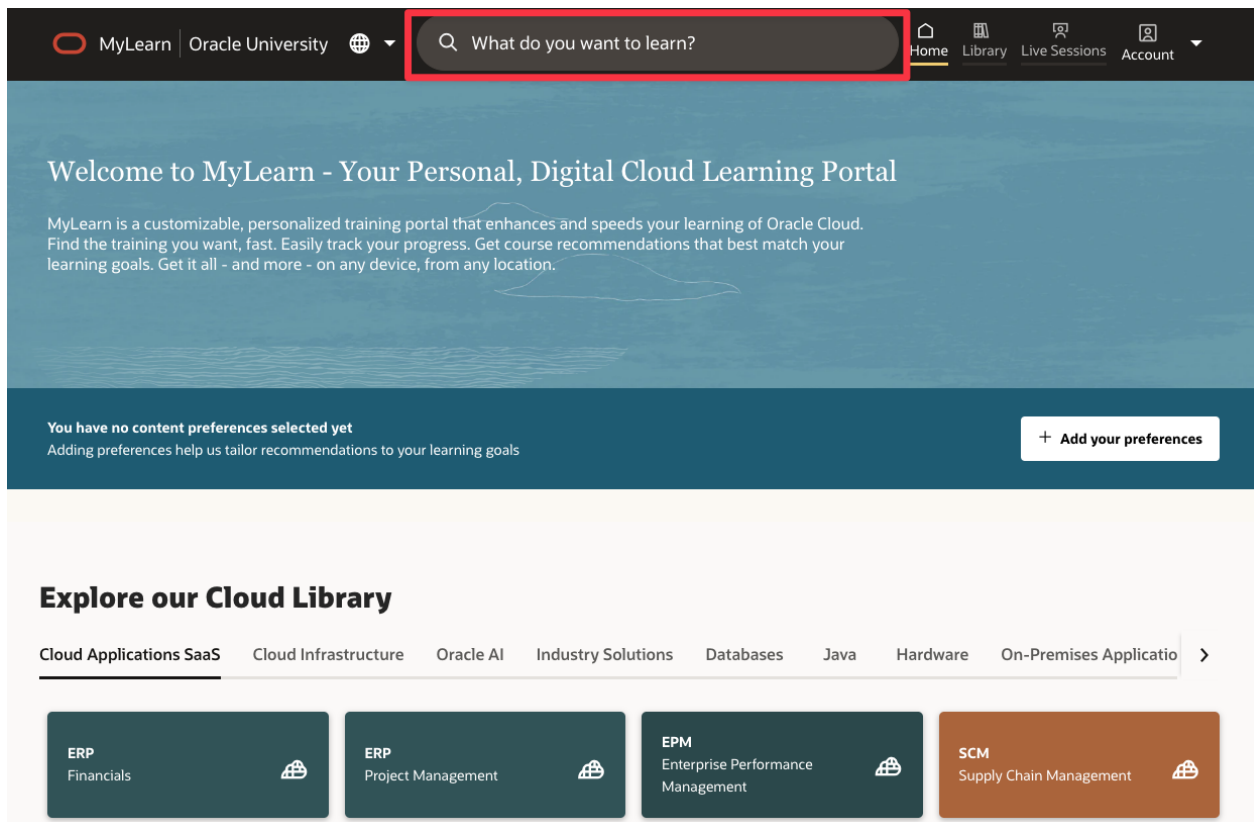 MyLearn Oracle University What do you want to learn? Home Library Live Sessions Account
Welcome to MyLearn - Your Personal, Digital Cloud Learning Portal
MyLearn is a customizable, personalized training portal that enhances and speeds your learning of Oracle Cloud.
Find the training you want, fast. Easily track your progress. Get course recommendations that best match your
learning goals. Get it all - and more - on any device, from any location.
You have no content preferences selected yet
Adding preferences help us tailor recommendations to your learning goals
+ Add your preferences
Explore our Cloud Library
Cloud Applications SaaS Cloud Infrastructure Oracle AI Industry Solutions Databases Java Hardware On-Premises Applicatio
ERP
Financials
ERP
Project Management
EPM
Enterprise Performance
Management
SCM
Supply Chain Management